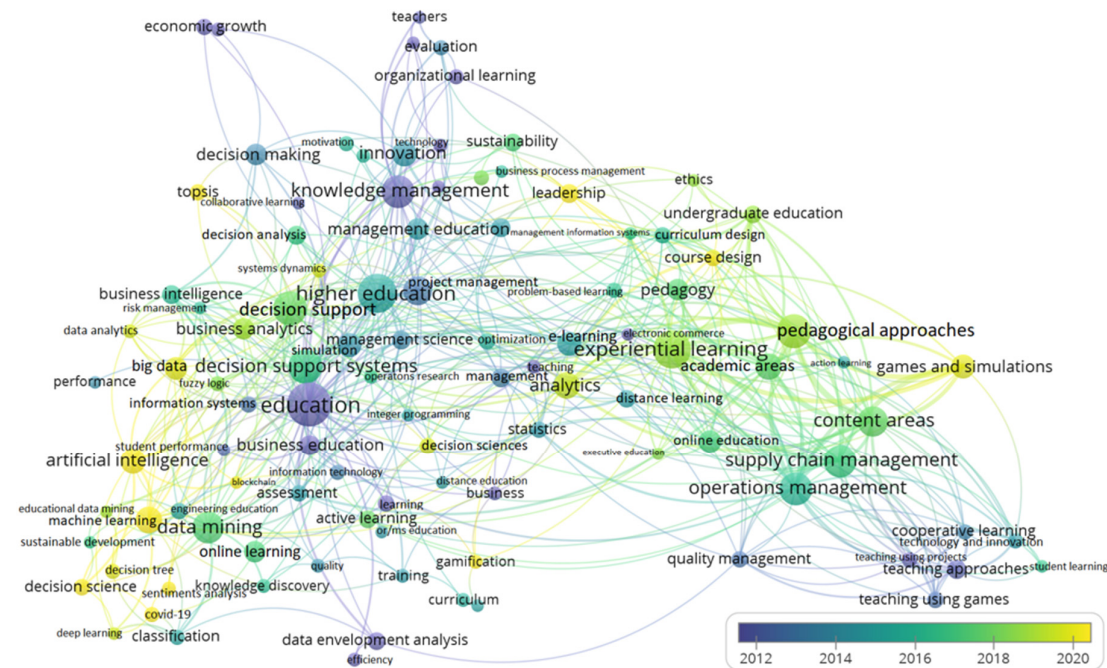 teachers
economic growth
evaluation
organizational learning
motivation
technology
sustainability
decision making
innovation
business process management
ethics
topsis
knowledge management
leadership
collaborative learning
undergraduate education
decision analysis
management education
management information systems
curriculum design
course design
systems dynamics
project management
business intelligence
higher education
problem-based learning
pedagogy
risk management
decision support
data analytics
business analytics
management science
optimization
e-learning
electronic commerce
pedagogical approaches
simulation
experiential learning
big data
decision support systems
teaching
academic areas
action learning
games and simulations
performance
fuzzy logic
operatons research
management
analytics
information systems
education
integer programming
distance learning
content areas
statistics
student performance
business education
decision sciences
online education
executive education
artificial intelligence
information technology
supply chain management
blockchain
assessment
distance education
business
operations management
educational data mining
engineering education
learning
machine learning
data mining
active learning
or/ms education
cooperative learning
sustainable development
online learning
technology and innovation
decision tree
quality
gamification
quality management
teaching using projects
teaching approaches
student learning
decision science
sentiments analysis
knowledge discovery
training
covid-19
curriculum
teaching using games
deep learning
classification
data envelopment analysis
efficiency
2012 2014 2016 2018 2020